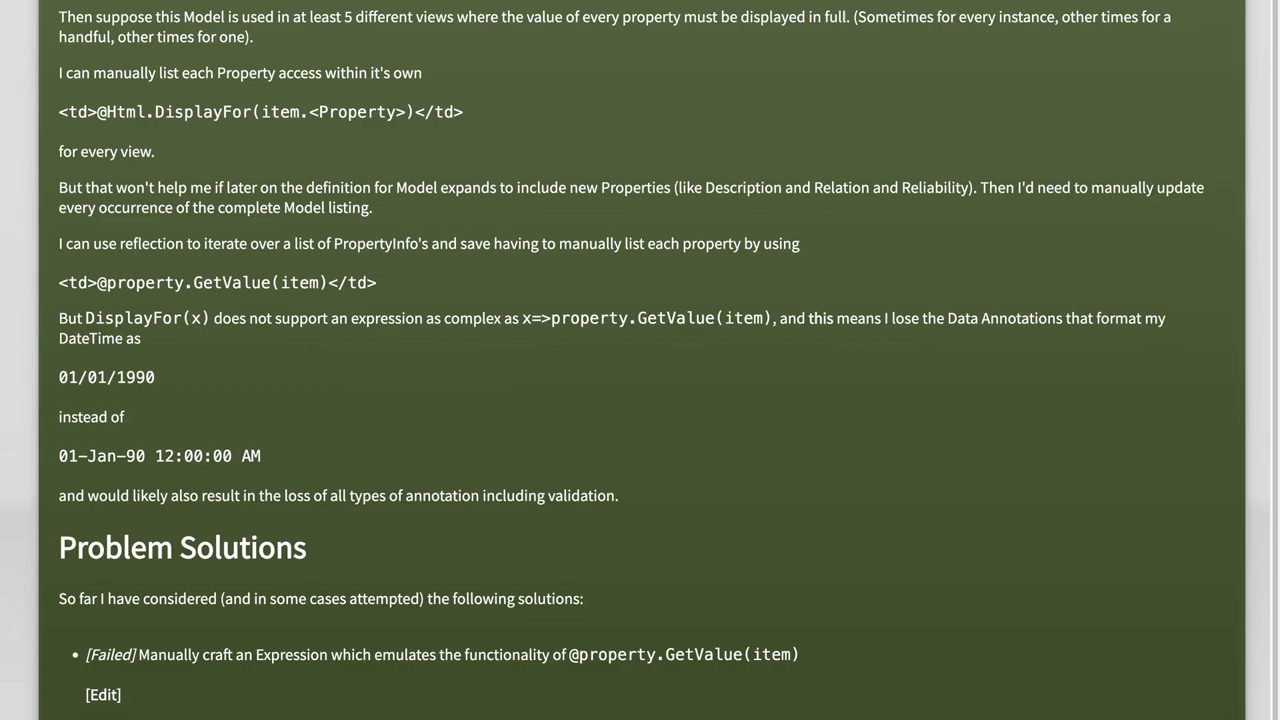 Then suppose this Model is used in at least 5 different views where the value of every property must be displayed in full. (Sometimes for every instance, other times for a
handful, other times for one).
I can manually list each Property access within it's own
<td>@Html.DisplayFor(item.<Property>)</td>
for every view.
But that won't help me if later on the definition for Model expands to include new Properties (like Description and Relation and Reliability). Then I'd need to manually update
every occurrence of the complete Model listing.
I can use reflection to iterate over a list of PropertyInfo's and save having to manually list each property by using
<td>@property.GetValue(item)</td>
But DisplayFor(x) does not support an expression as complex as x=>property.GetValue(item), and this means I lose the Data Annotations that format my
DateTime as
01/01/1990
instead of
01-Jan-90 12:00:00 AM
and would likely also result in the loss of all types of annotation including validation.
Problem Solutions
So far I have considered (and in some cases attempted) the following solutions:
• [Failed] Manually craft an Expression which emulates the functionality of @property.GetValue(item)
[Edit]